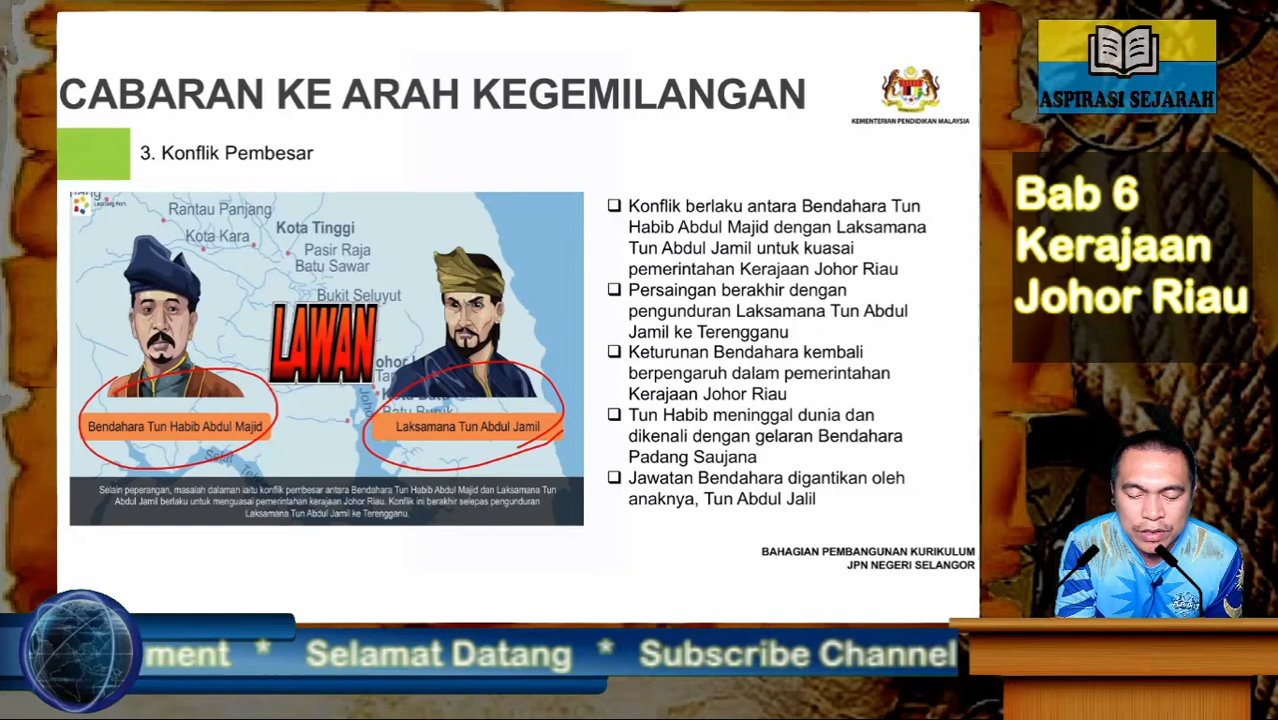 CABARAN KE ARAH KEGEMILANGAN
KEMENTERIAN PENDIDIKAN MALAYSIA
3. Konflik Pembesar
Rantau Panjang
Kota Tinggi
Kota Kara
Pasir Raja
Batu Sawar
Bukit Seluyut
LAWAN
Bendahara Tun Habib Abdul Majid
Laksamana Tun Abdul Jamil
Selain peperangan, masalah dalaman iaitu konflik pembesar antara Bendahara Tun Habib Abdul Majid dan Laksamana Tun
Abdul Jamil berlaku untuk menguasai pemerintahan kerajaan Johor Riau. Konflik ini berakhir selepas pengunduran
Laksamana Tun Abdul Jamil ke Terengganu.
❑ Konflik berlaku antara Bendahara Tun
Habib Abdul Majid dengan Laksamana
Tun Abdul Jamil untuk kuasai
pemerintahan Kerajaan Johor Riau
❑ Persaingan berakhir dengan
pengunduran Laksamana Tun Abdul
Jamil ke Terengganu
❑ Keturunan Bendahara kembali
berpengaruh dalam pemerintahan
Kerajaan Johor Riau
❑ Tun Habib meninggal dunia dan
dikenali dengan gelaran Bendahara
Padang Saujana
❑ Jawatan Bendahara digantikan oleh
anaknya, Tun Abdul Jalil
BAHAGIAN PEMBANGUNAN KURIKULUM
JPN NEGERI SELANGOR
ASPIRASI SEJARAH
Bab 6
Kerajaan
Johor Riau
ment * Selamat Datang * Subscribe Channel